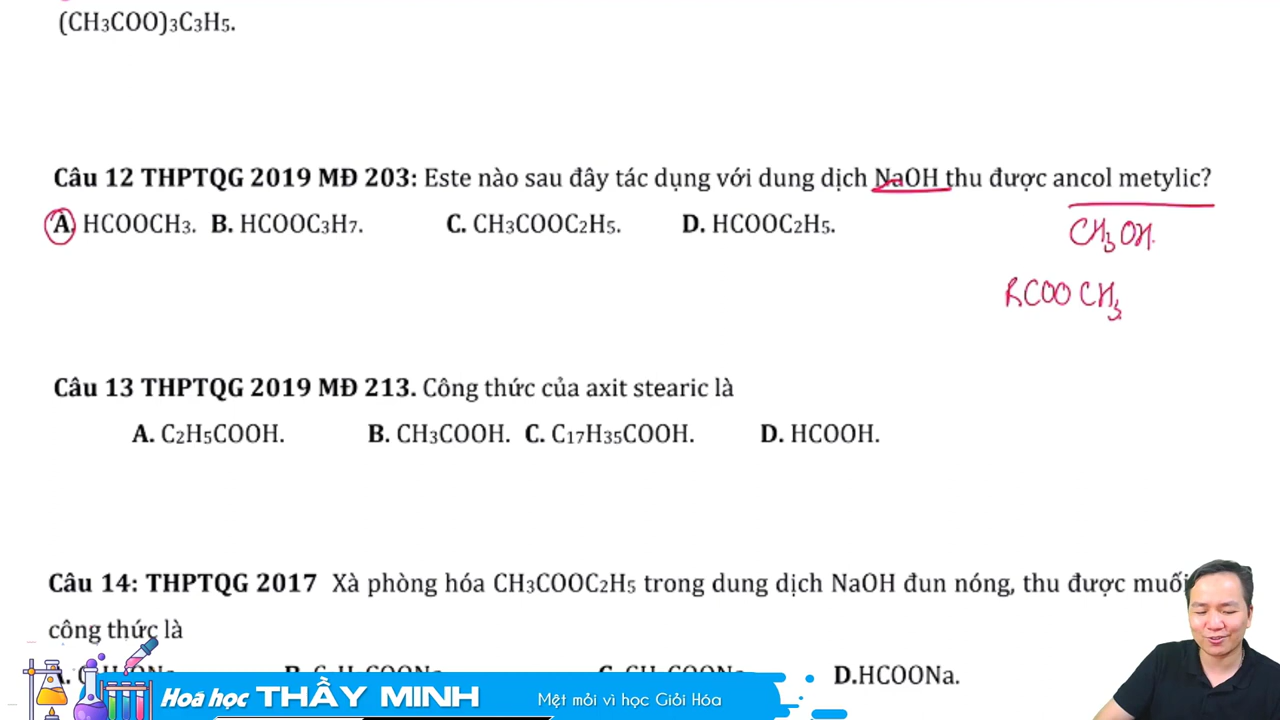 (CH3COO)3C3H5.
Câu 12 THPTQG 2019 MĐ 203: Este nào sau đây tác dụng với dung dịch NaOH thu được ancol metylic?
A. HCOOCH3. B. HCOOC3H7. C. CH3COOC2H5. D. HCOOC2H5.
CH3OH.
RCOOCH3
Câu 13 THPTQG 2019 MĐ 213. Công thức của axit stearic là
A. C2H5COOH. B. CH3COOH. C. C17H35COOH. D. HCOOH.
Câu 14: THPTQG 2017 Xà phòng hóa CH3COOC2H5 trong dung dịch NaOH đun nóng, thu được muối
công thức là
D.HCOONa.
Hoá học THẦY MINH Mệt mỏi vì học Giỏi Hóa